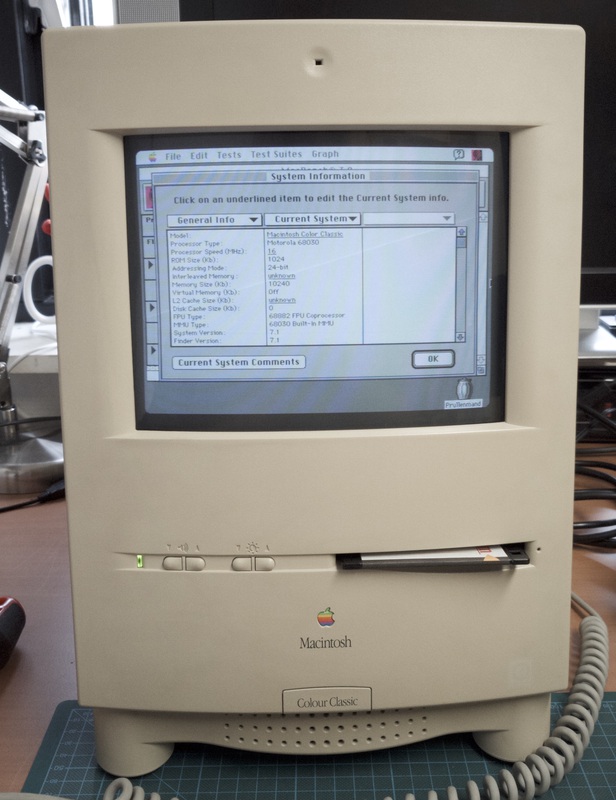 File Edit Tests Test Suites Graph
System Information
Click on an underlined item to edit the Current System info.
General Info Current System
Model: Macintosh Color Classic
Processor Type: Motorola 68030
Processor Speed (MHz): 16
ROM Size (Kb): 1024
Addressing Mode: 24-bit
Interleaved Memory: unknown
Memory Size (Kb): 10240
Virtual Memory (Kb): Off
L2 Cache Size (Kb): unknown
Disk Cache Size (Kb): 0
FPU Type: 68882 FPU Coprocessor
MMU Type: 68030 Built-in MMU
System Version: 7.1
Finder Version: 7.1
Current System Comments OK
Macintosh
Colour Classic